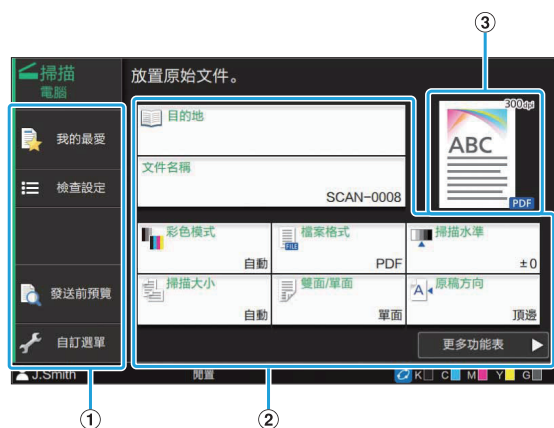 ③
掃描
電腦
放置原始文件。
300dpi
ABC
PDF
我的最愛
檢查設定
發送前預覽
自訂選單
目的地
文件名稱
SCAN-0008
彩色模式
自動
檔案格式
FILE
PDF
掃描水準
±0
掃描大小
自動
雙面/單面
單面
A
原稿方向
頂邊
更多功能表
J.Smith
閒置
K C M Y G
① ②